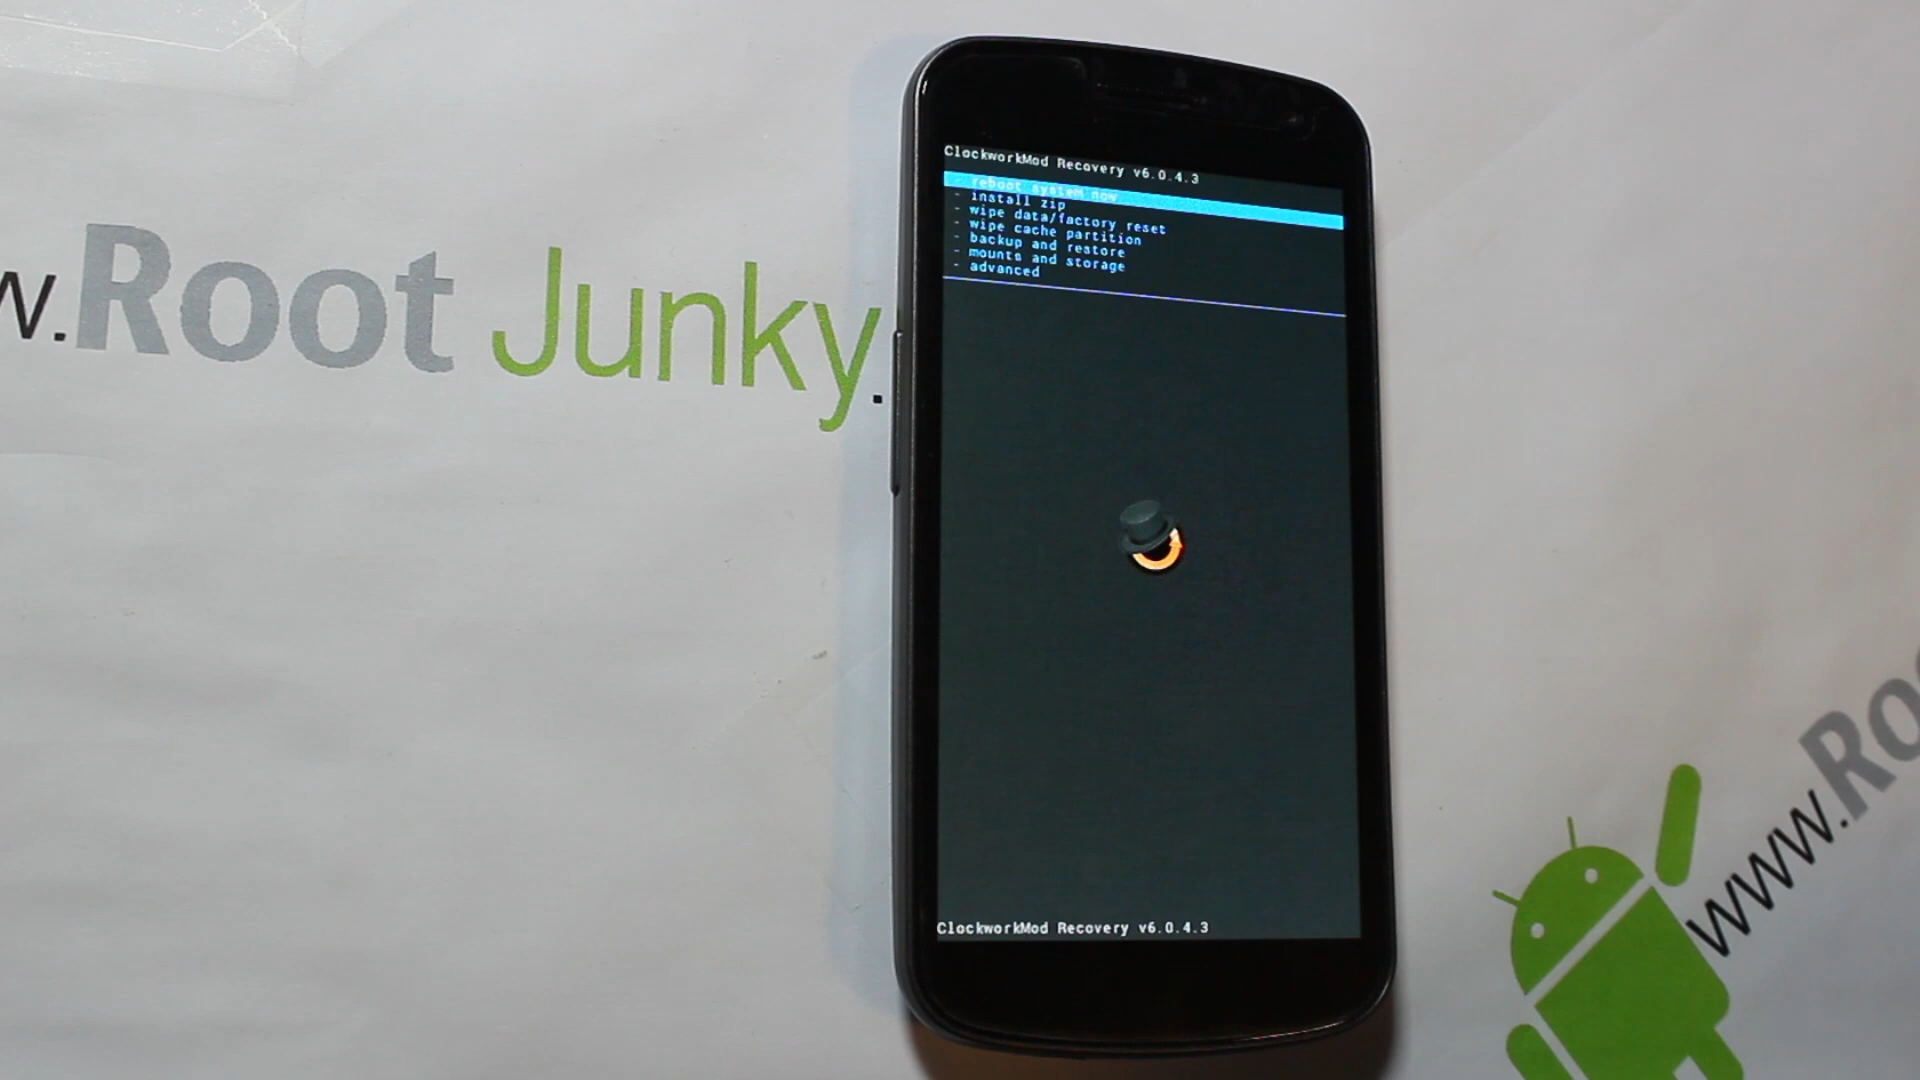 w.Root Junky.
ClockworkMod Recovery v6.0.4.3
- reboot system now
- install zip
- wipe data/factory reset
- wipe cache partition
- backup and restore
- mounts and storage
- advanced
ClockworkMod Recovery v6.0.4.3
www.Ro